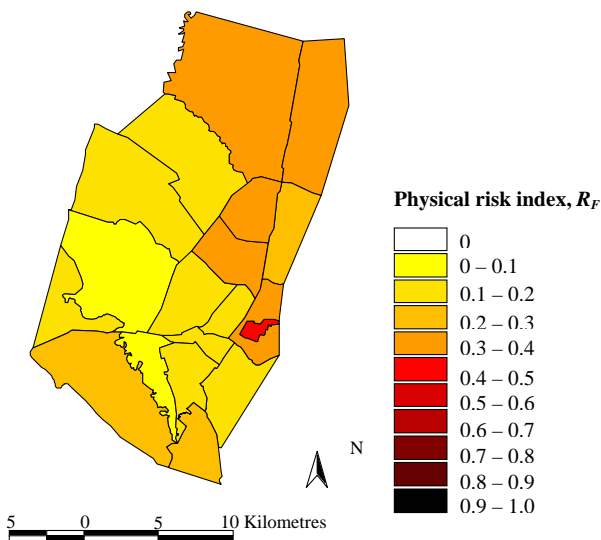 Physical risk index, R_F
0
0 – 0.1
0.1 – 0.2
0.2 – 0.3
0.3 – 0.4
0.4 – 0.5
0.5 – 0.6
0.6 – 0.7
0.7 – 0.8
0.8 – 0.9
0.9 – 1.0
N
5 0 5 10 Kilometres